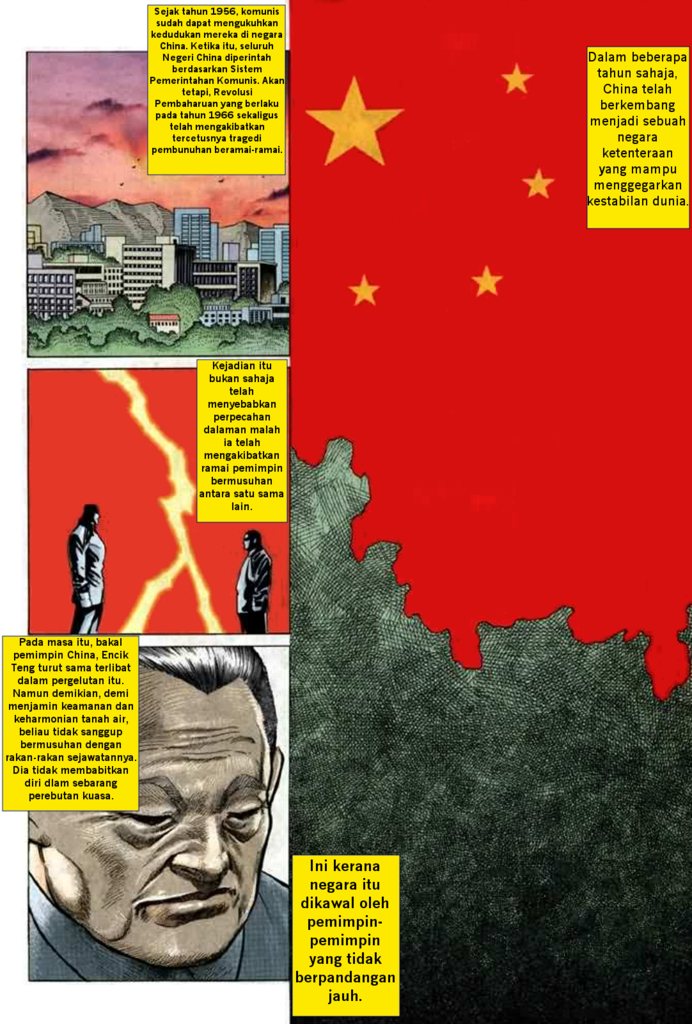 Sejak tahun 1956, komunis
sudah dapat mengukuhkan
kedudukan mereka di negara
China. Ketika itu, seluruh
Negeri China diperintah
berdasarkan Sistem
Pemerintahan Komunis. Akan
tetapi, Revolusi
Pembaharuan yang berlaku
pada tahun 1966 sekaligus
telah mengakibatkan
tercetusnya tragedi
pembunuhan beramai-ramai.
Kejadian itu
bukan sahaja
telah
menyebabkan
perpecahan
dalaman malah
ia telah
mengakibatkan
ramai pemimpin
bermusuhan
antara satu sama
lain.
Pada masa itu, bakal
pemimpin China, Encik
Teng turut sama terlibat
dalam pergelutan itu.
Namun demikian, demi
menjamin keamanan dan
keharmonian tanah air,
beliau tidak sanggup
bermusuhan dengan
rakan-rakan sejawatannya.
Dia tidak membabitkan
diri dlam sebarang
perebutan kuasa.
Dalam beberapa
tahun sahaja,
China telah
berkembang
menjadi sebuah
negara
ketenteraan
yang mampu
menggegarkan
kestabilan dunia.
Ini kerana
negara itu
dikawal oleh
pemimpin-
pemimpin
yang tidak
berpandangan
jauh.